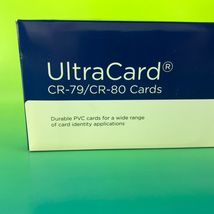 UltraCard®
CR-79/CR-80 Cards
Durable PVC cards for a wide range
of card identity applications